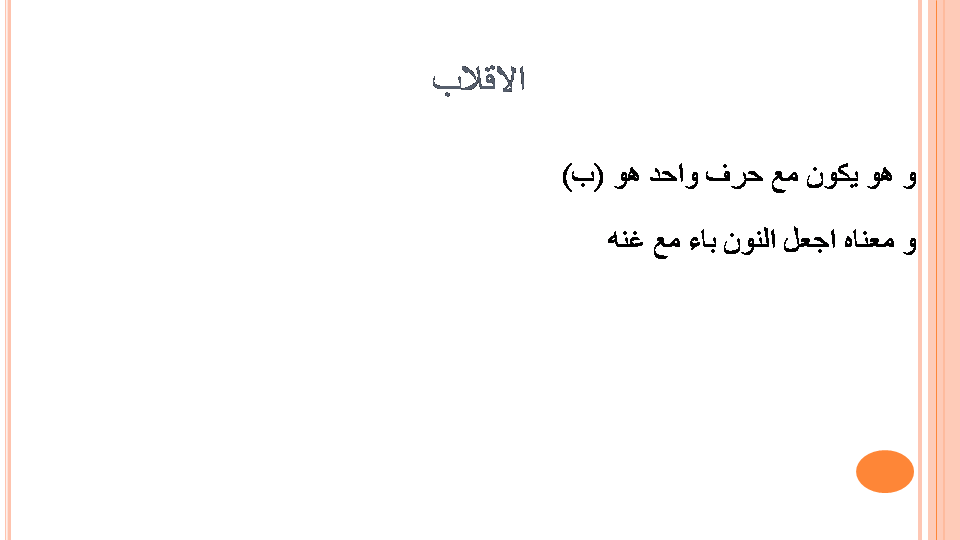 الاقلاب
و هو يكون مع حرف واحد هو (ب)
و معناه اجعل النون باء مع غنه